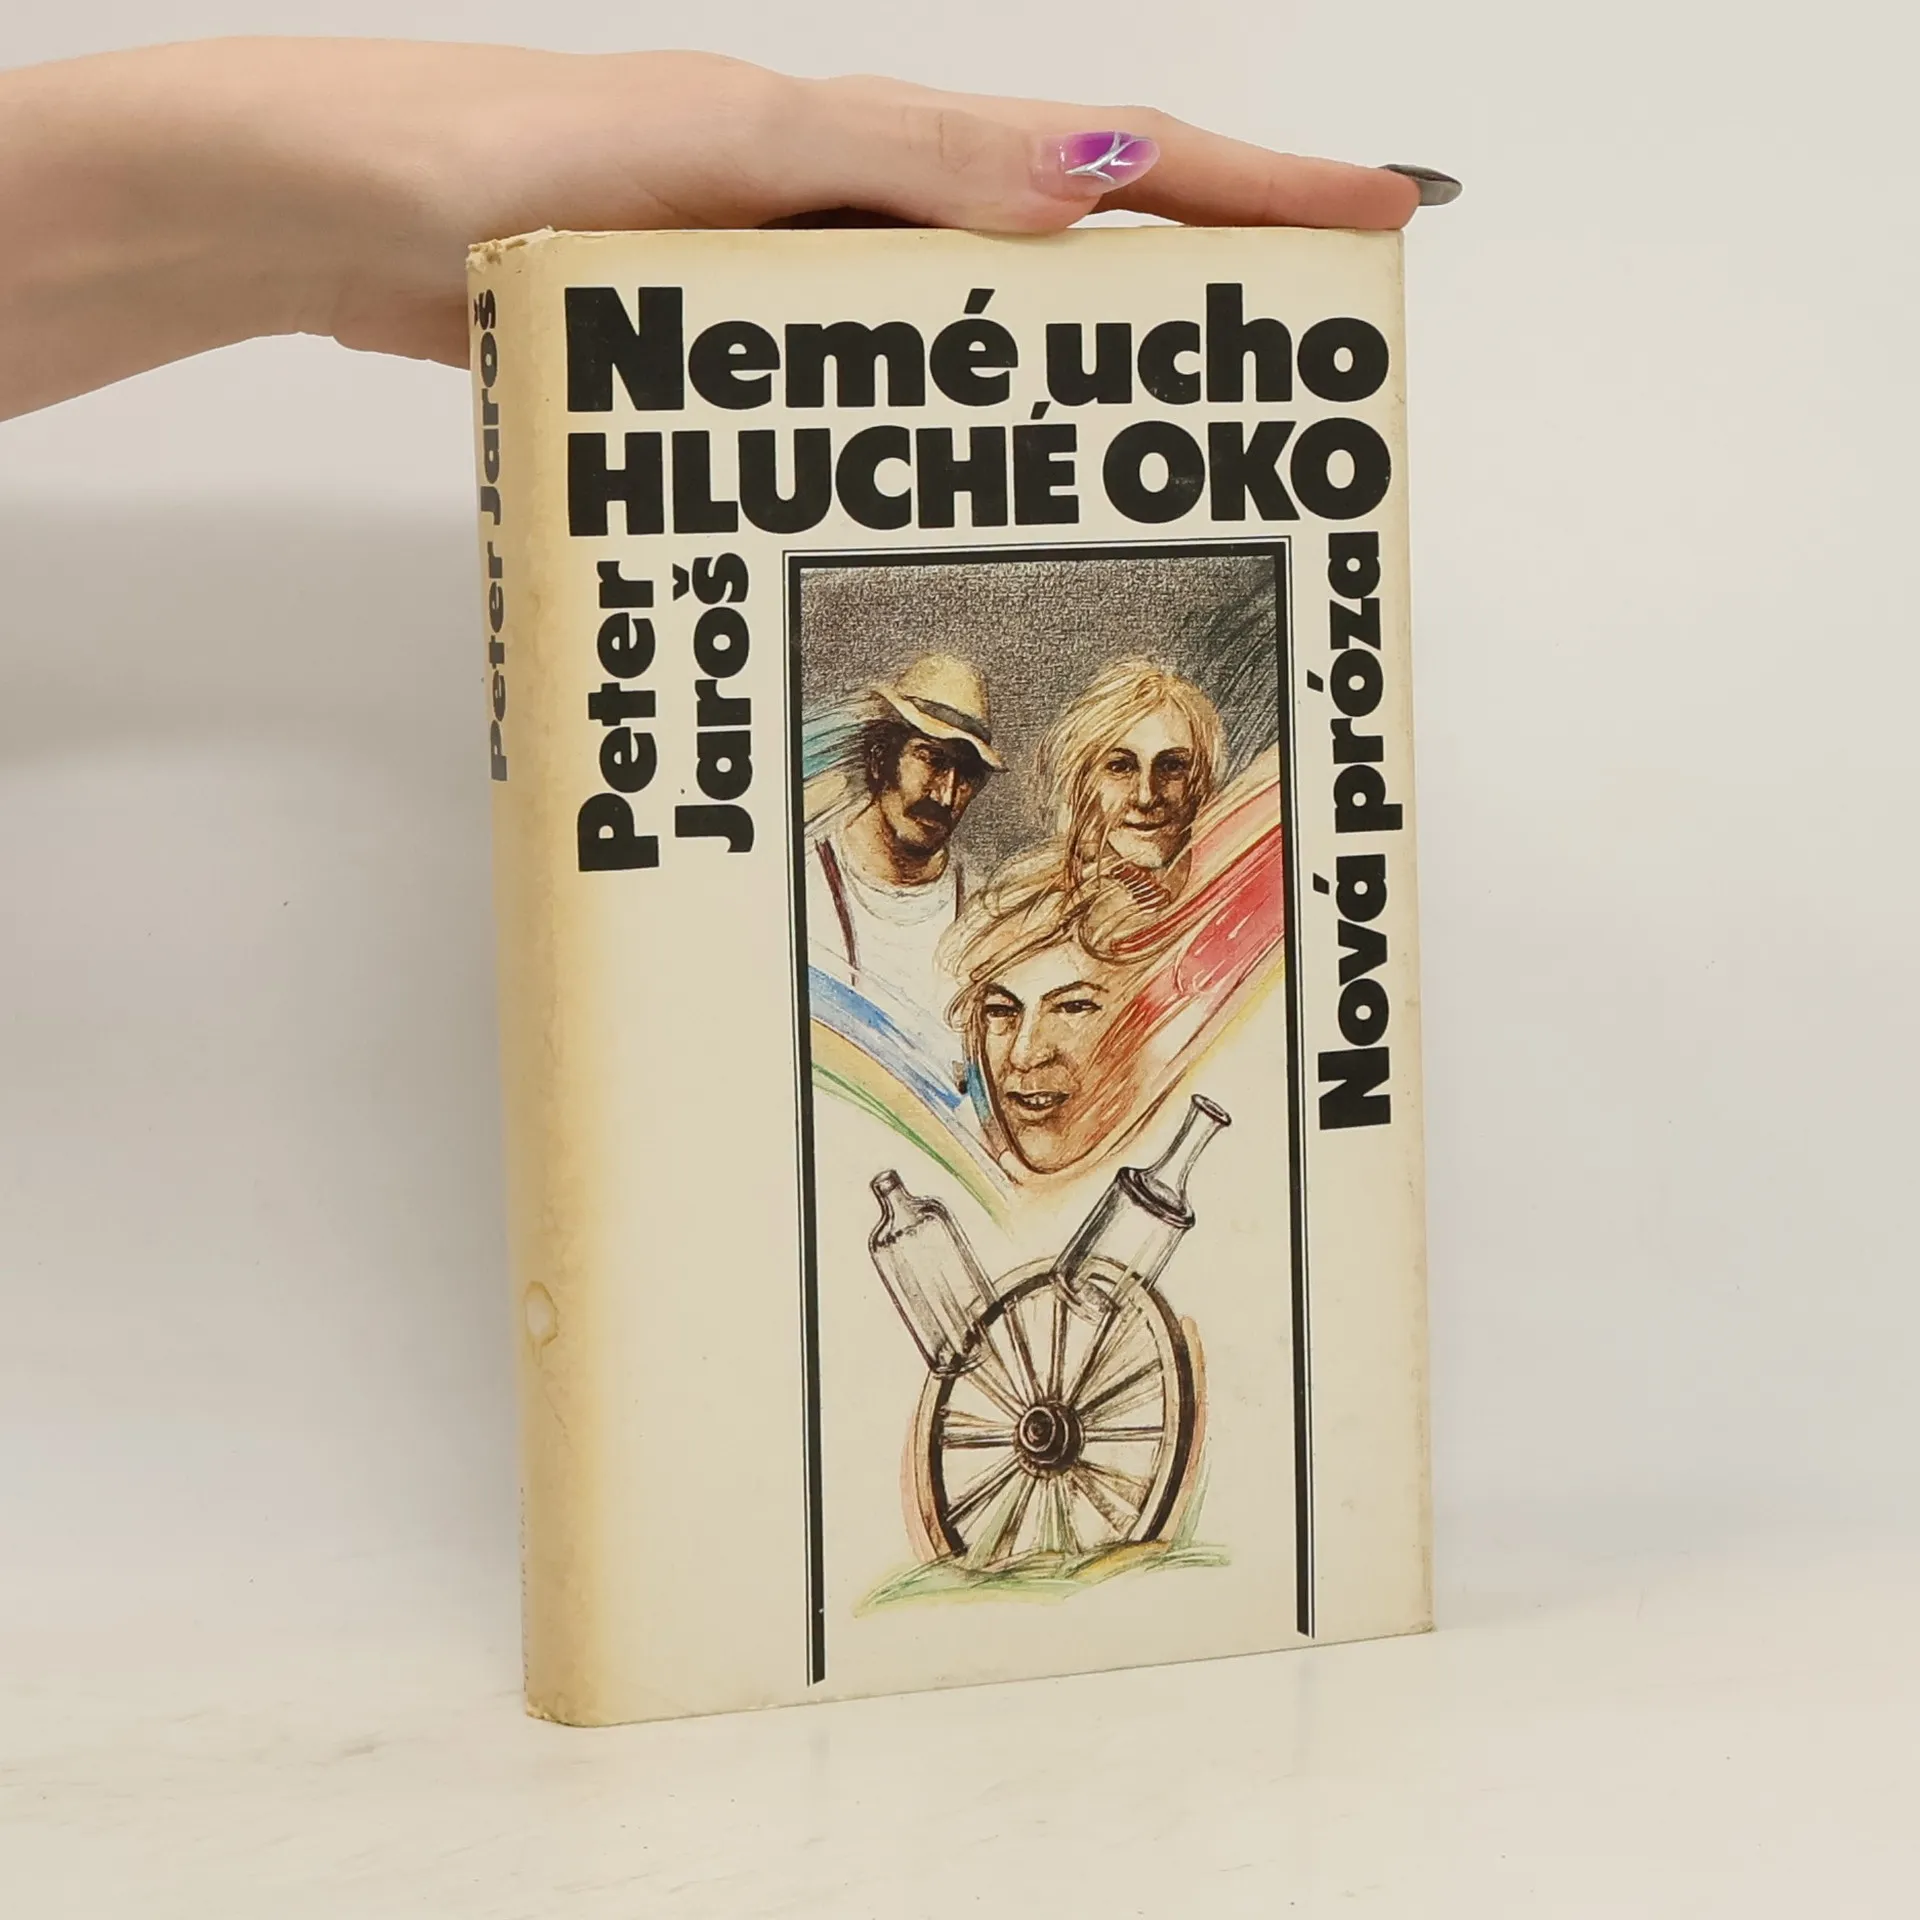 Nemé ucho
HLUCHÉ OKO
Peter
Jaroš
Nová próza
Peter Jaroš